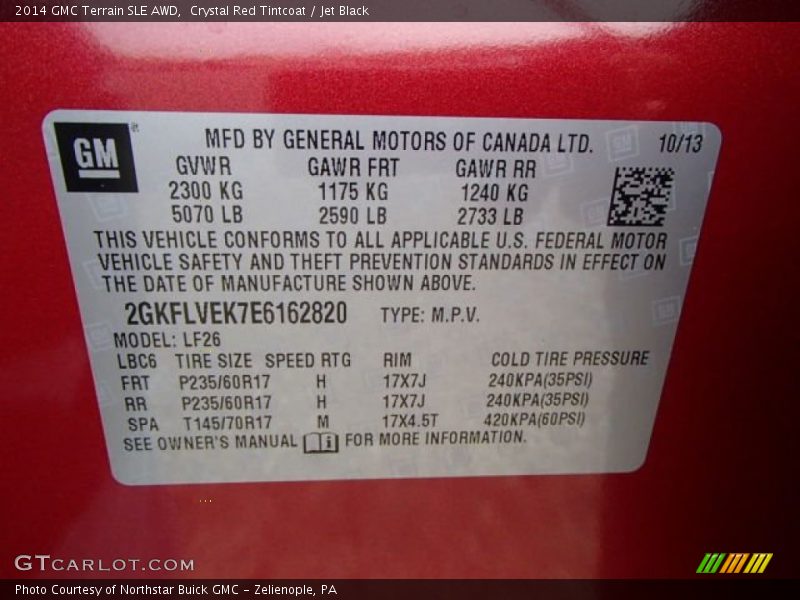 2014 GMC Terrain SLE AWD,  Crystal Red Tintcoat / Jet Black
GM
MFD BY GENERAL MOTORS OF CANADA LTD. 10/13
GVWR GAWR FRT GAWR RR
2300 KG 1175 KG 1240 KG
5070 LB 2590 LB 2733 LB
THIS VEHICLE CONFORMS TO ALL APPLICABLE U.S. FEDERAL MOTOR
VEHICLE SAFETY AND THEFT PREVENTION STANDARDS IN EFFECT ON
THE DATE OF MANUFACTURE SHOWN ABOVE.
2GKFLVEK7E6162820 TYPE: M.P.V.
MODEL: LF26
LBC6 TIRE SIZE SPEED RTG RIM COLD TIRE PRESSURE
FRT P235/60R17 H 17X7J 240KPA(35PSI)
RR P235/60R17 H 17X7J 240KPA(35PSI)
SPA T145/70R17 M 17X4.5T 420KPA(60PSI)
SEE OWNER'S MANUAL FOR MORE INFORMATION.
GTCARLOT.COM
Photo Courtesy of Northstar Buick GMC - Zelienople, PA